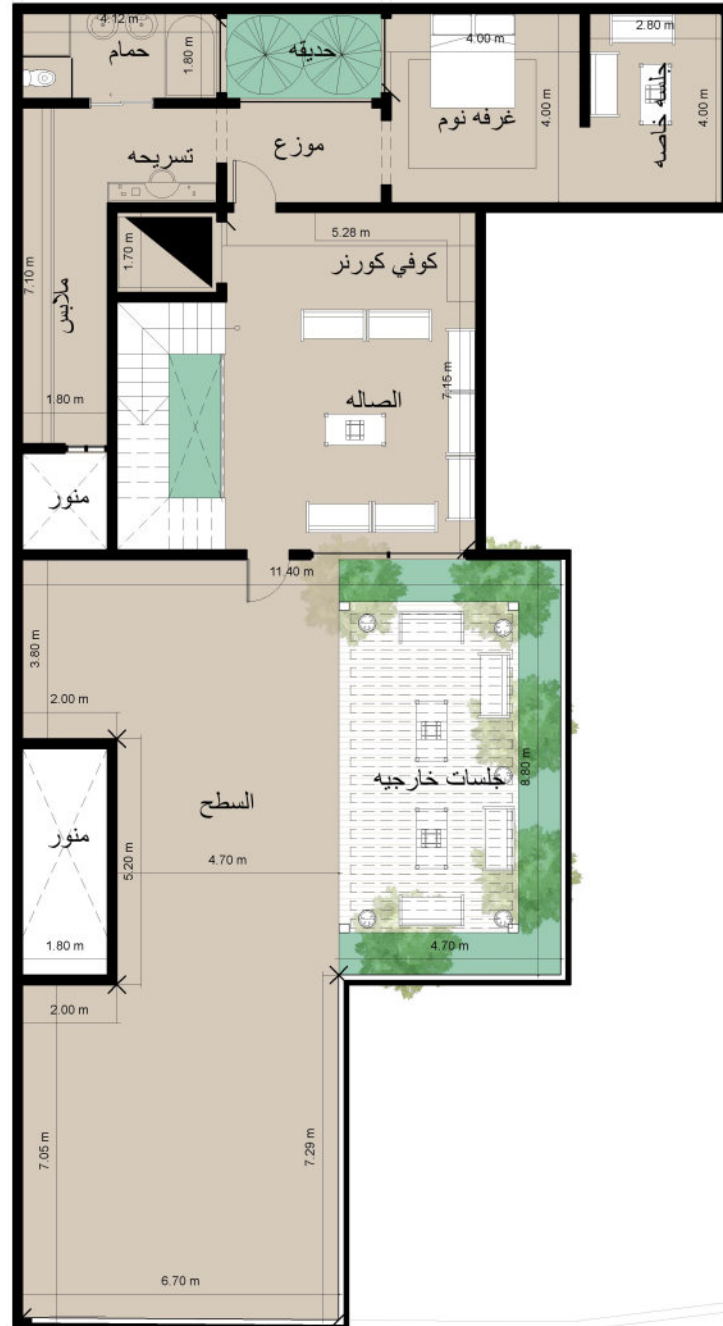 4.12 m
حمام
1.80 m
حديقه
4.00 m
غرفه نوم
4.00 m
2.80 m
جلسه خاصه
4.00 m
تسريحه
موزع
7.10 m
ملابس
1.80 m
1.70 m
5.28 m
كوفي كورنر
الصاله
7.15 m
منور
11.40 m
3.80 m
2.00 m
جلسات خارجيه
8.80 m
السطح
منور
5.20 m
4.70 m
1.80 m
4.70 m
2.00 m
7.05 m
7.29 m
6.70 m